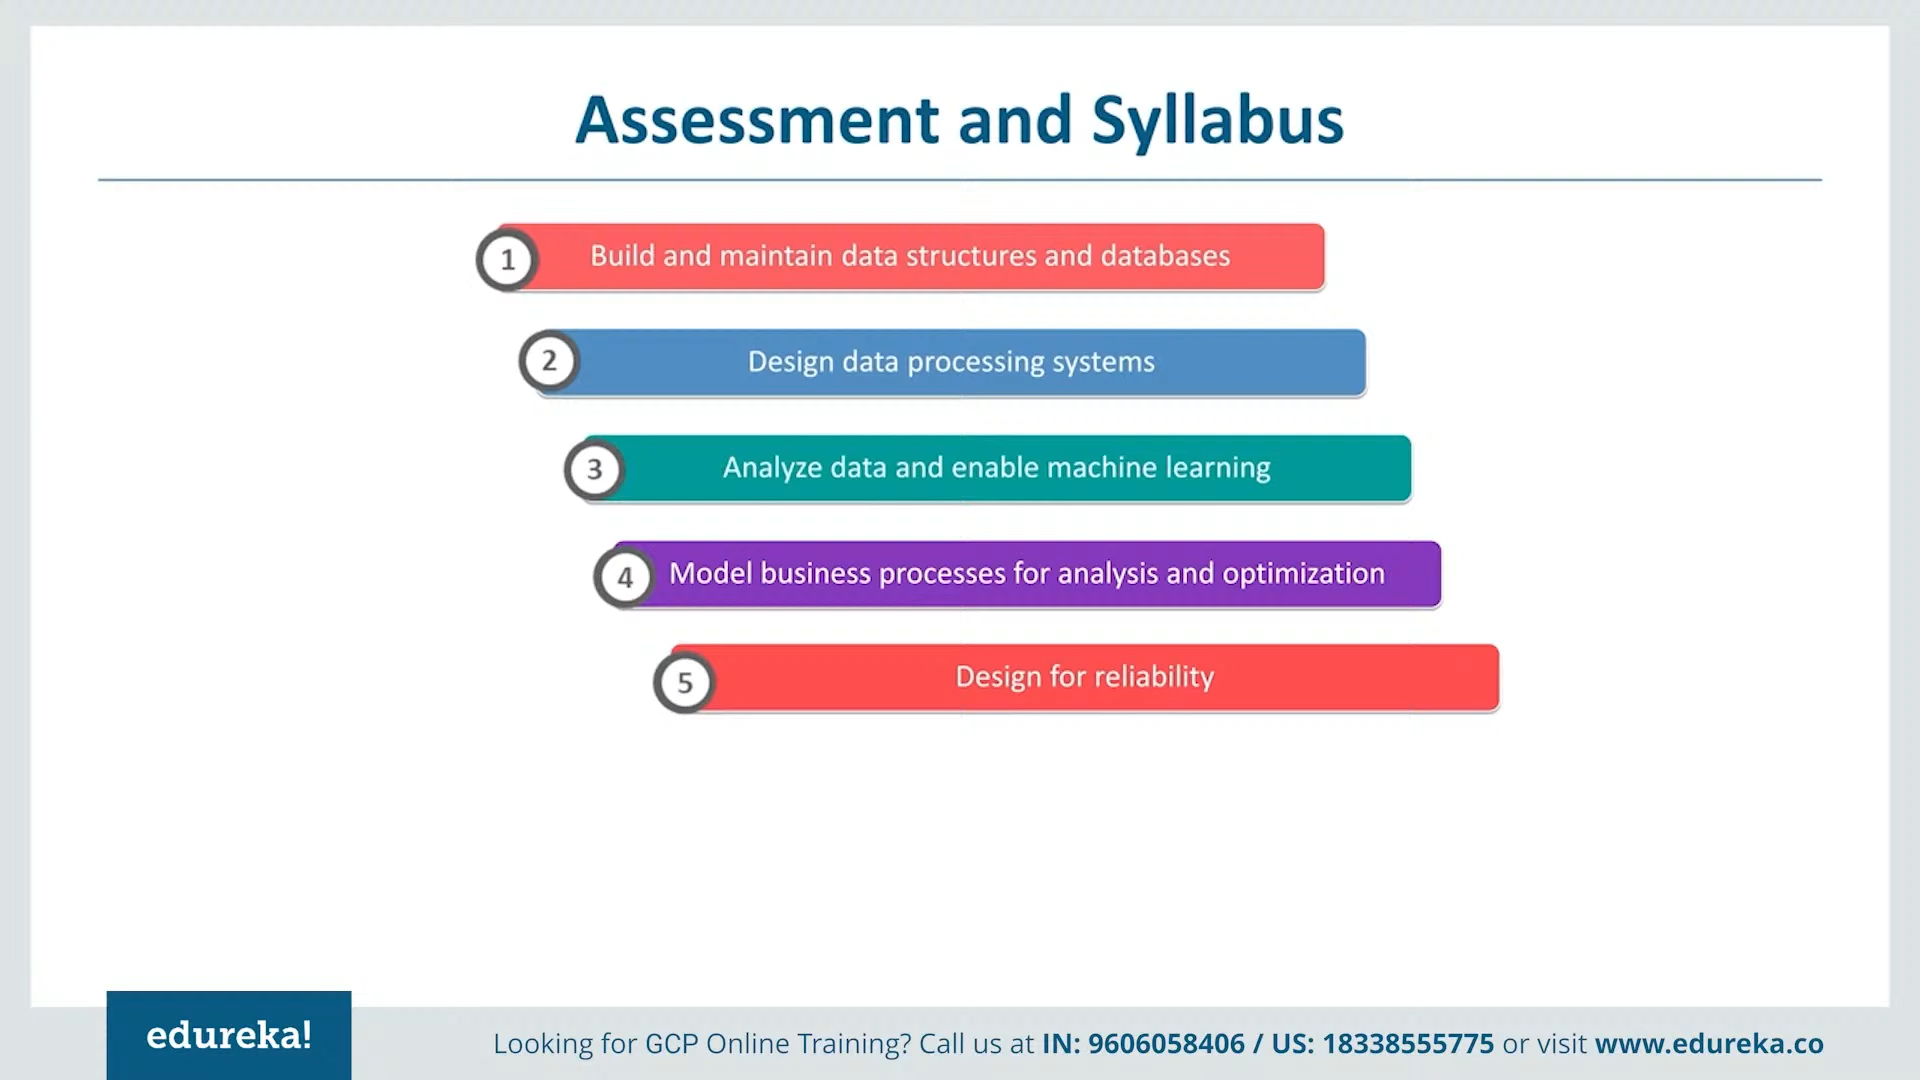 Assessment and Syllabus
1 Build and maintain data structures and databases
2 Design data processing systems
3 Analyze data and enable machine learning
4 Model business processes for analysis and optimization
5 Design for reliability
edureka!
Looking for GCP Online Training? Call us at IN: 9606058406 / US: 18338555775 or visit www.edureka.co